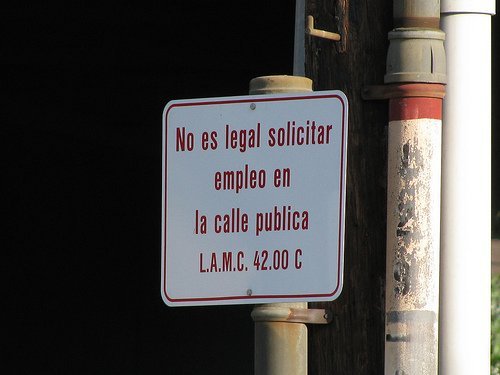 No es legal solicitar
empleo en
la calle publica
L.A.M.C. 42.00 C